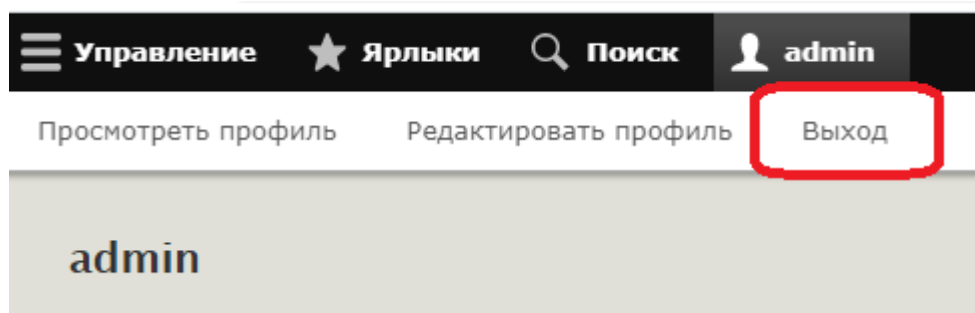 Управление Ярлыки Поиск admin
Просмотреть профиль Редактировать профиль Выход
admin